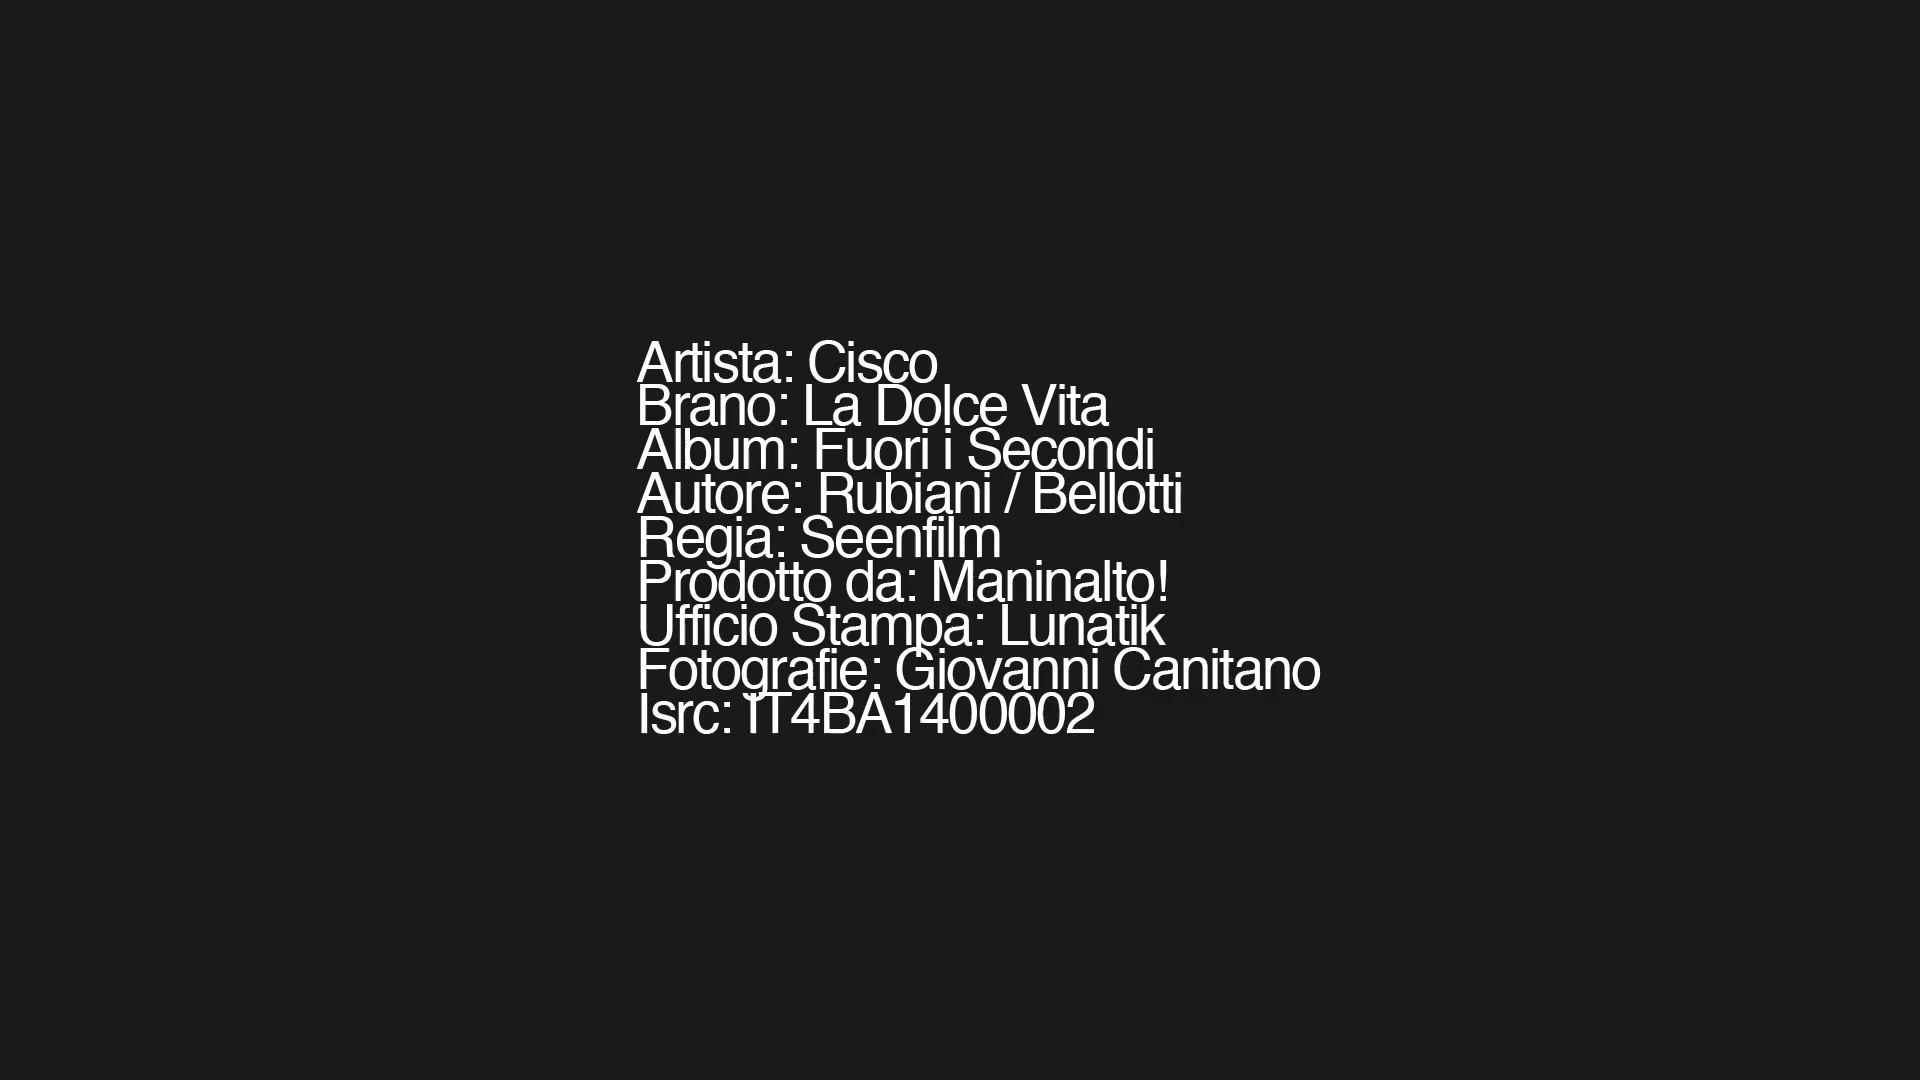 Artista: Cisco
Brano: La Dolce Vita
Album: Fuori i Secondi
Autore: Rubiani / Bellotti
Regia: Seenfilm
Prodotto da: Maninalto!
Ufficio Stampa: Lunatik
Fotografie: Giovanni Canitano
Isrc: IT4BA1400002